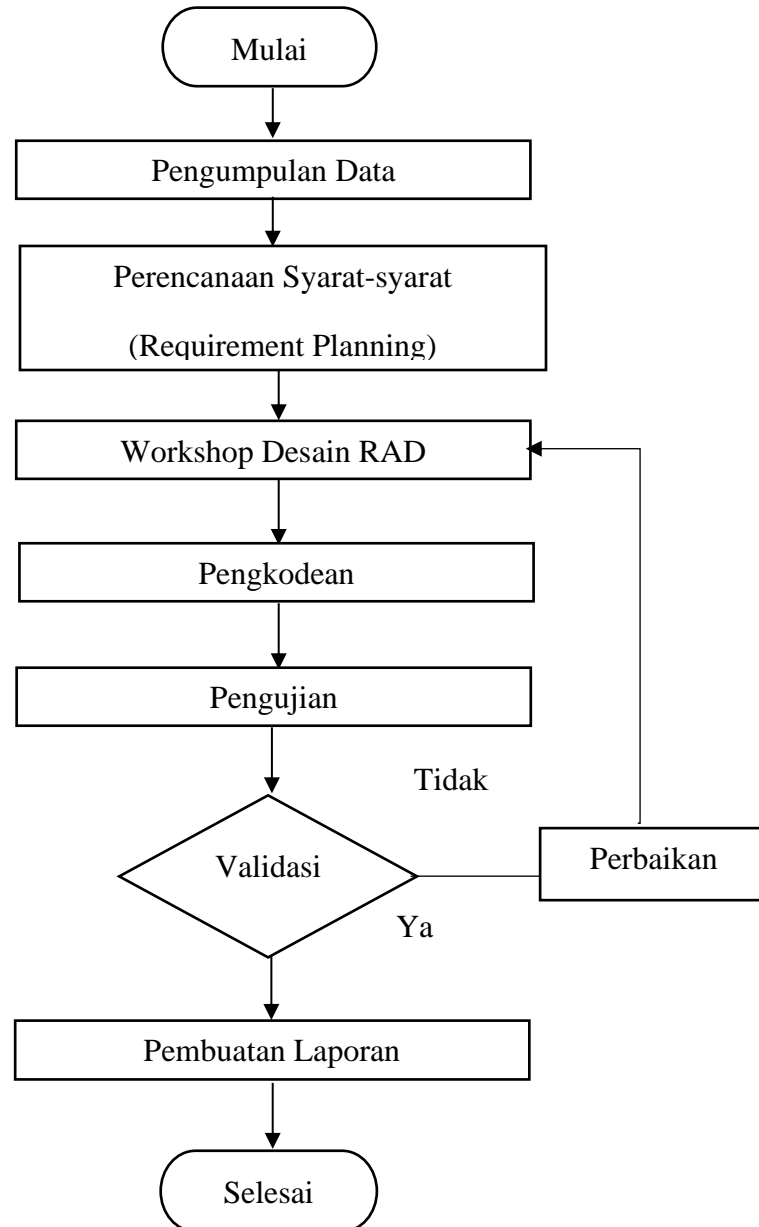 Mulai
Pengumpulan Data
Perencanaan Syarat-syarat
(Requirement Planning)
Workshop Desain RAD
Pengkodean
Pengujian
Tidak
Validasi
Perbaikan
Ya
Pembuatan Laporan
Selesai